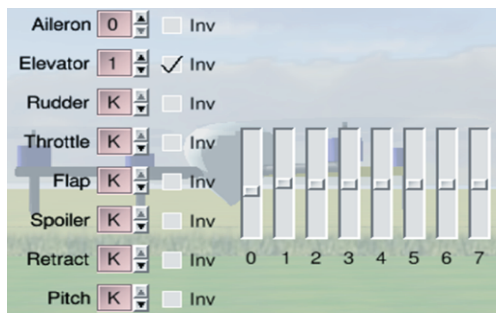 Aileron 0 Inv
Elevator 1 Inv
Rudder K Inv
Throttle K Inv
Flap K Inv
Spoiler K Inv
Retract K Inv
Pitch K Inv
0 1 2 3 4 5 6 7